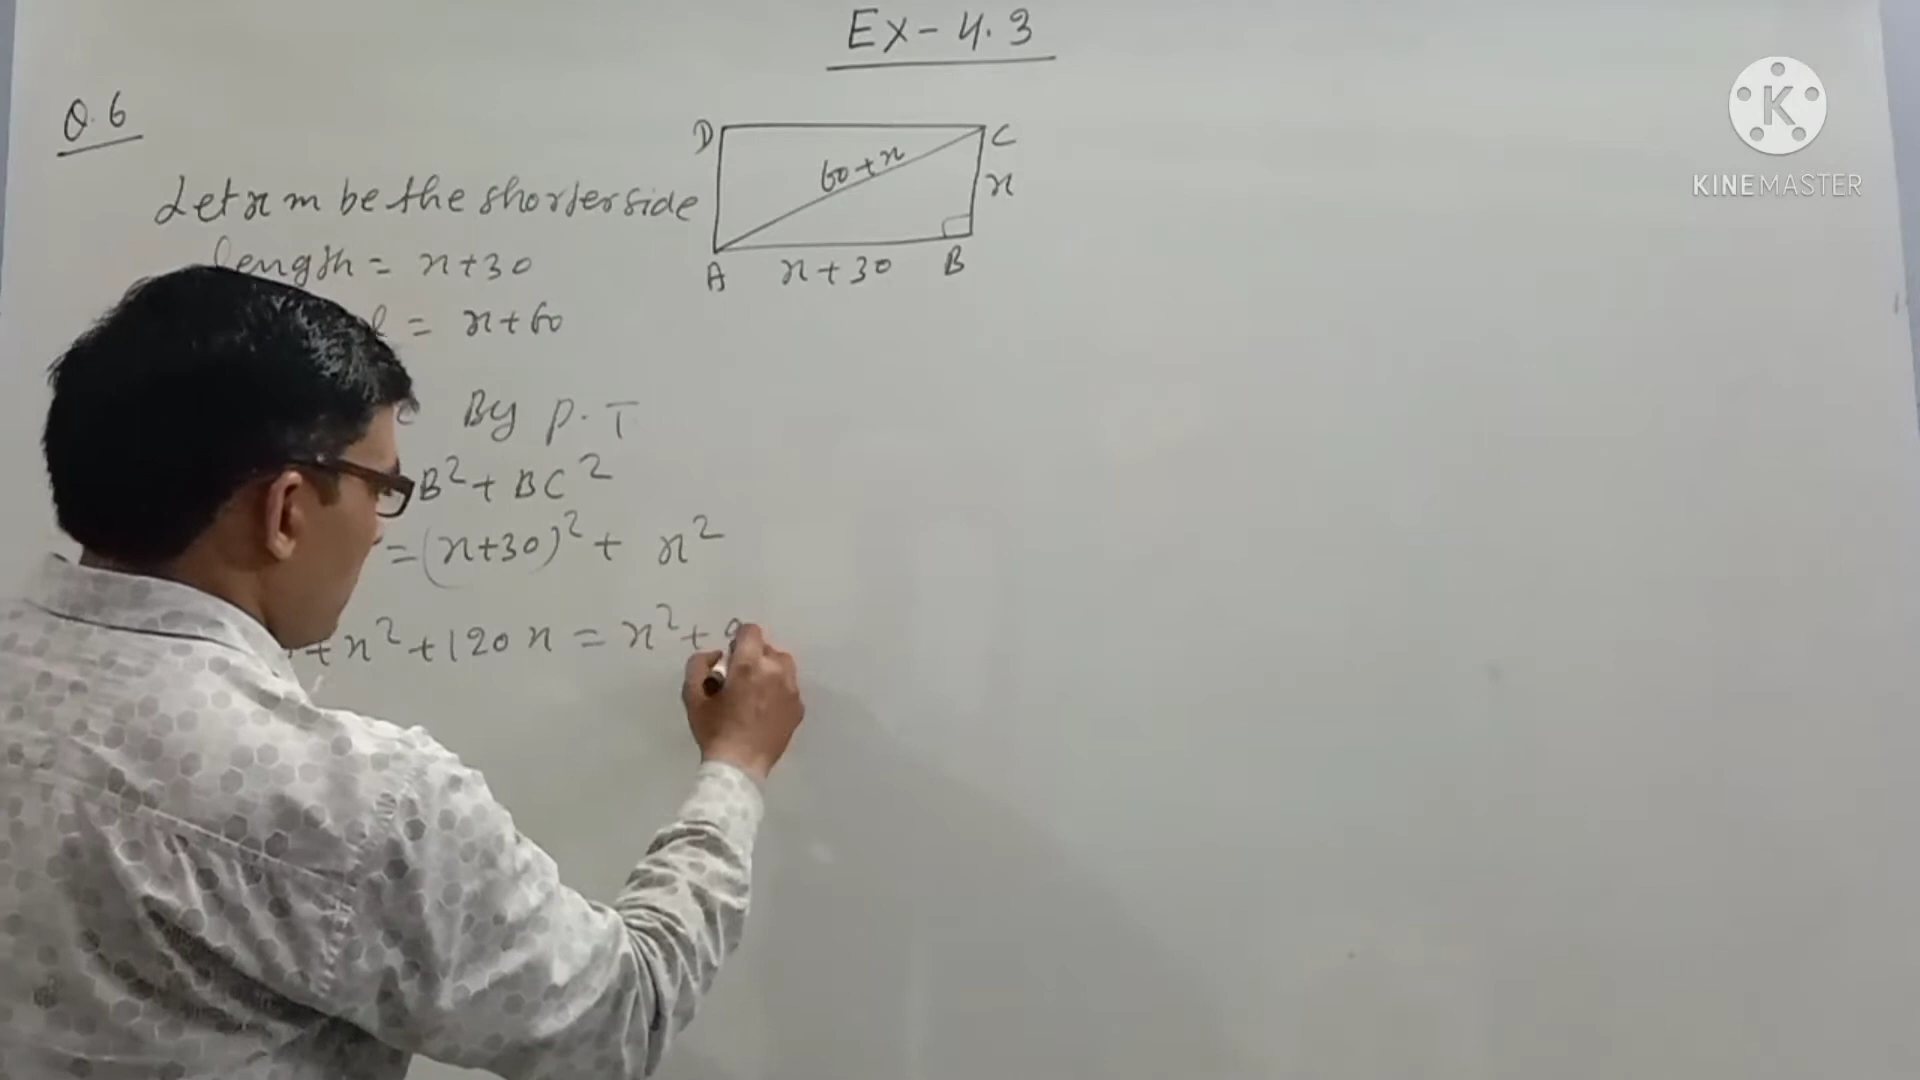 Ex-4.3
Q.6
Let x m be the shorter side
length = x+30
= x+60
By P.T
B²+BC²
=(x+30)²+ x²
+x²+120x = x²+
D
C
60+x
x
A
x+30
B
KINEMASTER